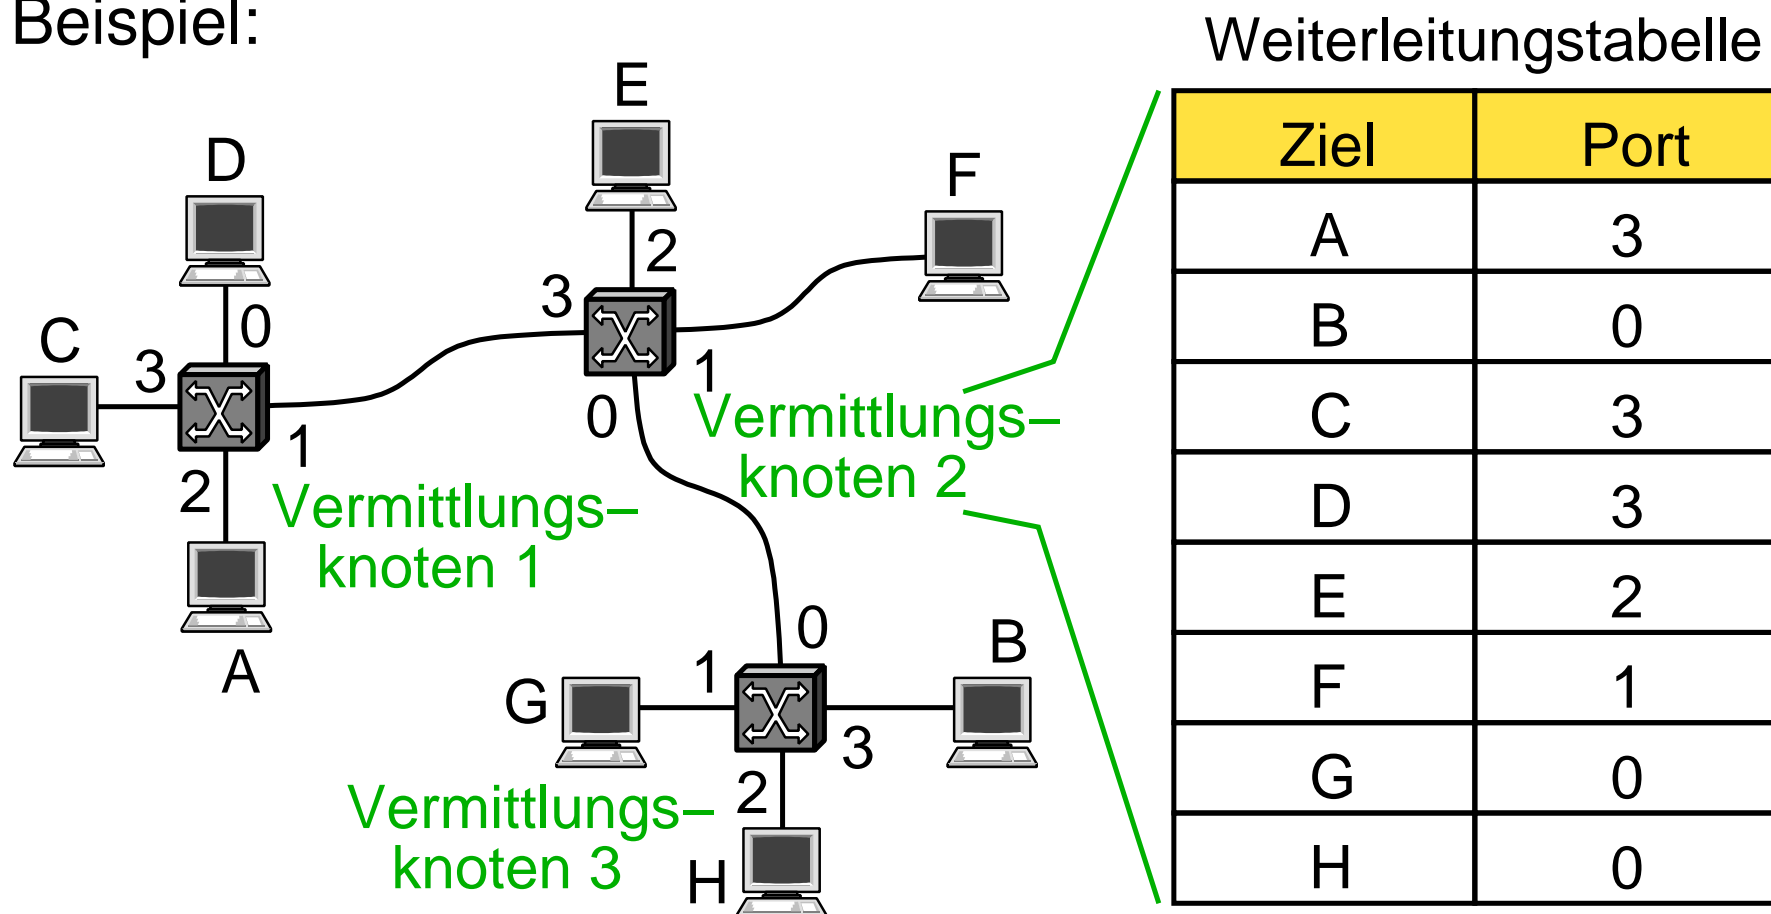 Beispiel:
E
D
F
2
3
C
0
3
1
0
1
2
Vermittlungs–
knoten 2
Vermittlungs–
knoten 1
A
0
B
1
G
3
2
Vermittlungs–
knoten 3
H
Weiterleitungstabelle
Ziel Port
A 3
B 0
C 3
D 3
E 2
F 1
G 0
H 0